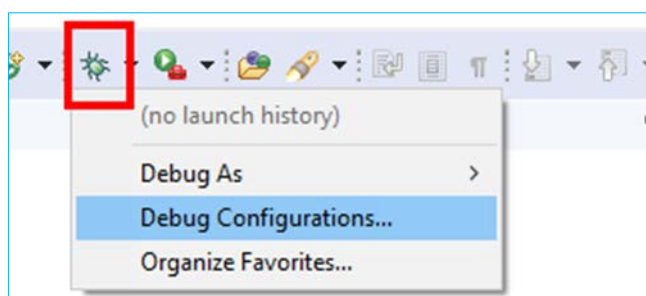 (no launch history)
Debug As
Debug Configurations...
Organize Favorites...